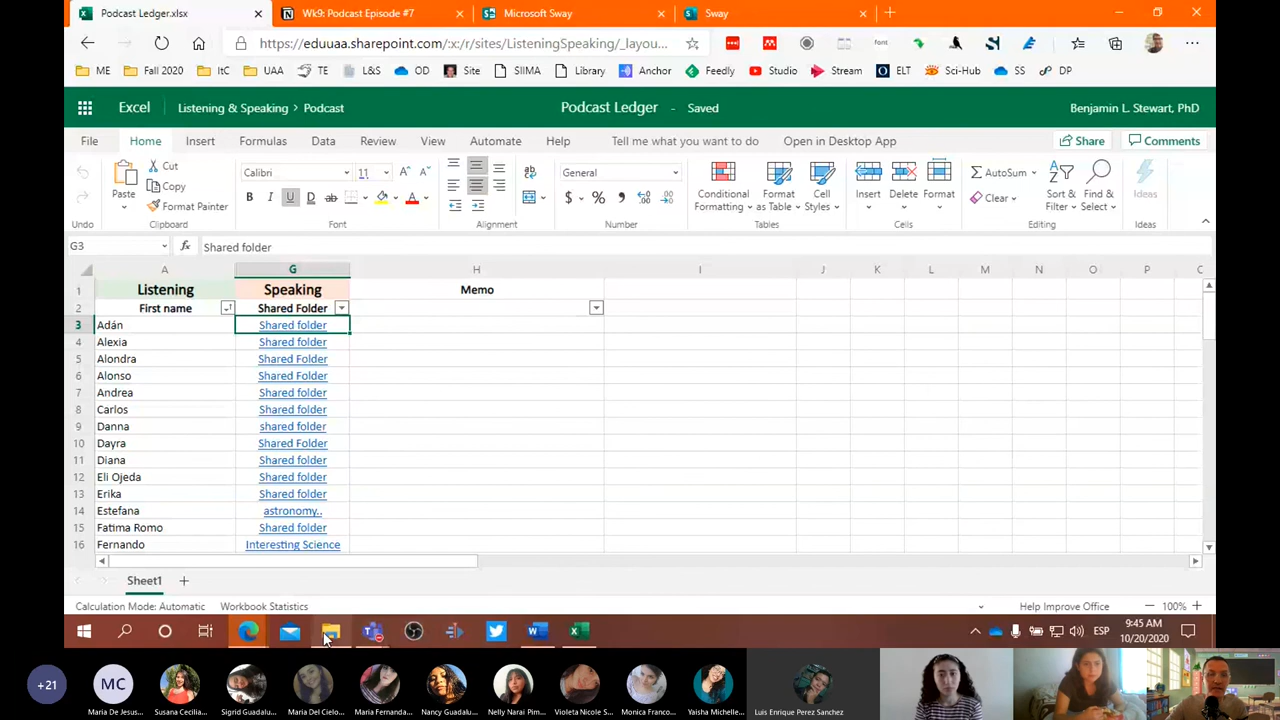 Podcast Ledger.xlsx
Wk9: Podcast Episode #7
Microsoft Sway
Sway
https://eduuaa.sharepoint.com/:x:/r/sites/ListeningSpeaking/_layou...
font
ME
Fall 2020
ItC
UAA
TE
L&S
OD
Site
SIIMA
Library
Anchor
Feedly
Studio
Stream
ELT
Sci-Hub
SS
DP
Excel
Listening & Speaking > Podcast
Podcast Ledger - Saved
Benjamin L. Stewart, PhD
File
Home
Insert
Formulas
Data
Review
View
Automate
Help
Tell me what you want to do
Open in Desktop App
Share
Comments
Undo
Paste
Cut
Copy
Format Painter
Clipboard
Calibri
11
B I U D ab
Font
Alignment
General
$ %
Number
Conditional Formatting
Format as Table
Cell Styles
Tables
Insert
Delete
Format
Cells
AutoSum
Clear
Sort & Filter
Find & Select
Editing
Ideas
Ideas
G3
fx
Shared folder
A G H I J K L M N O P
1 Listening Speaking Memo
2 First name Shared Folder
3 Adán Shared folder
4 Alexia Shared folder
5 Alondra Shared Folder
6 Alonso Shared Folder
7 Andrea Shared folder
8 Carlos Shared folder
9 Danna shared folder
10 Dayra Shared Folder
11 Diana Shared folder
12 Eli Ojeda Shared folder
13 Erika Shared folder
14 Estefana astronomy..
15 Fatima Romo Shared folder
16 Fernando Interesting Science
Sheet1
Calculation Mode: Automatic
Workbook Statistics
Help Improve Office
100%
ESP
9:45 AM
10/20/2020
+21
MC
Maria De Jesus...
Susana Cecilia...
Sigrid Guadalu...
Maria Del Cielo...
Maria Fernanda...
Nancy Guadalu...
Nelly Narai Pim...
Violeta Nicole S...
Monica Franco...
Yaisha Michelle...
Luis Enrique Perez Sanchez